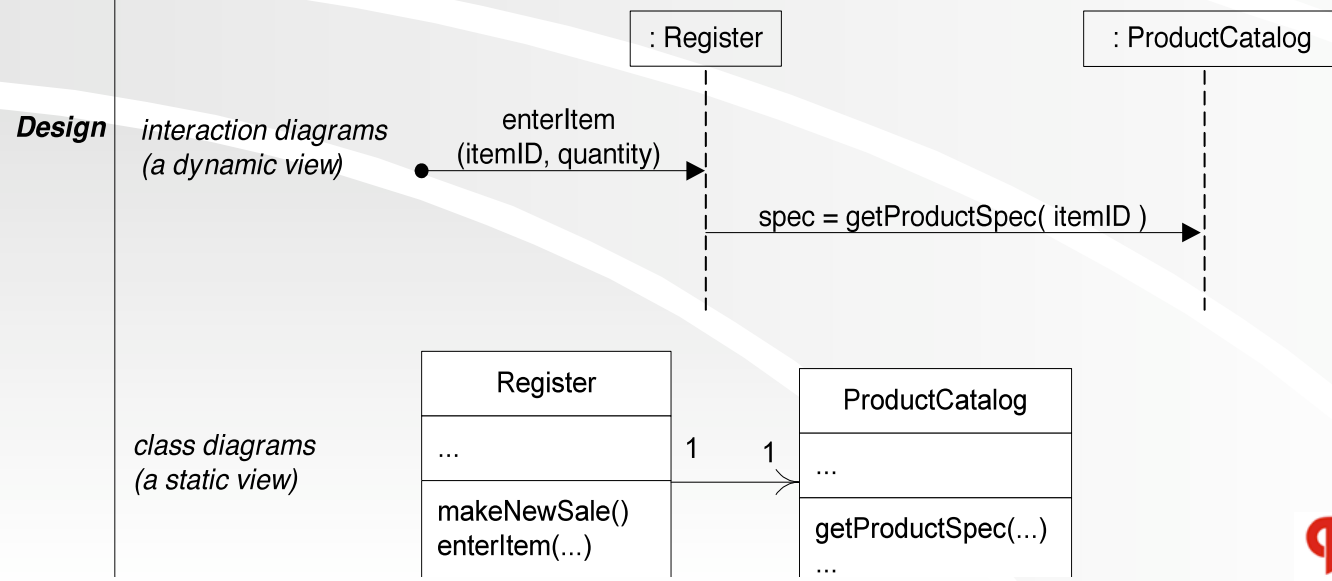 : Register
: ProductCatalog
Design
interaction diagrams
(a dynamic view)
enterItem
(itemID, quantity)
spec = getProductSpec( itemID )
class diagrams
(a static view)
Register
...
makeNewSale()
enterItem(...)
1
1
ProductCatalog
...
getProductSpec(...)
...